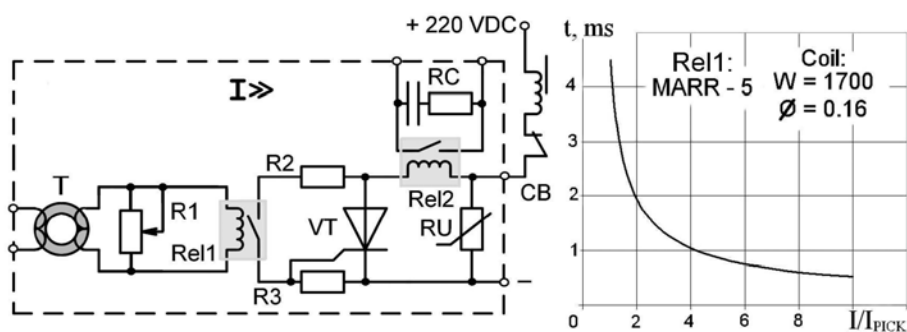 + 220 VDC
RC
I>>
R2
T
R1
Rel1
VT
Rel2
RU
CB
R3
−
t, ms
4
3
2
1
0
2
4
6
8
I/IPICK
Rel1:
MARR - 5
Coil:
W = 1700
Ø = 0.16